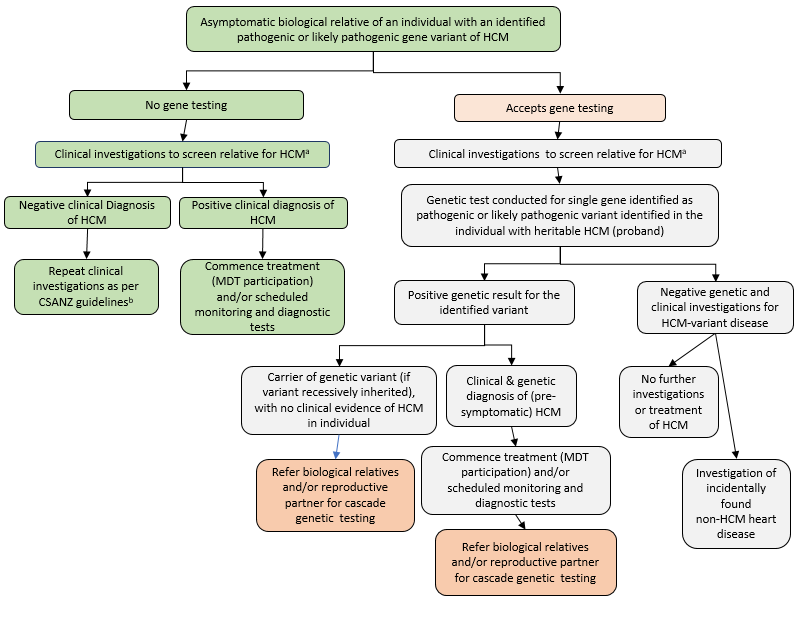 Asymptomatic biological relative of an individual with an identified
pathogenic or likely pathogenic gene variant of HCM
No gene testing
Accepts gene testing
Clinical investigations to screen relative for HCMᵃ
Clinical investigations  to screen relative for HCMᵃ
Negative clinical Diagnosis
of HCM
Positive clinical diagnosis of
HCM
Genetic test conducted for single gene identified as
pathogenic or likely pathogenic variant identified in the
individual with heritable HCM (proband)
Repeat clinical
investigations as per
CSANZ guidelinesᵇ
Commence treatment
(MDT participation)
and/or scheduled
monitoring and diagnostic
tests
Positive genetic result for the
identified variant
Negative genetic and
clinical investigations for
HCM-variant disease
Carrier of genetic variant (if
variant recessively inherited),
with no clinical evidence of HCM
in individual
Clinical & genetic
diagnosis of (pre-
symptomatic) HCM
No further
investigations
or treatment
of HCM
Refer biological relatives
and/or reproductive
partner for cascade
genetic  testing
Commence treatment (MDT
participation) and/or
scheduled monitoring and
diagnostic tests
Investigation of
incidentally
found
non-HCM heart
disease
Refer biological relatives
and/or reproductive partner
for cascade genetic  testing